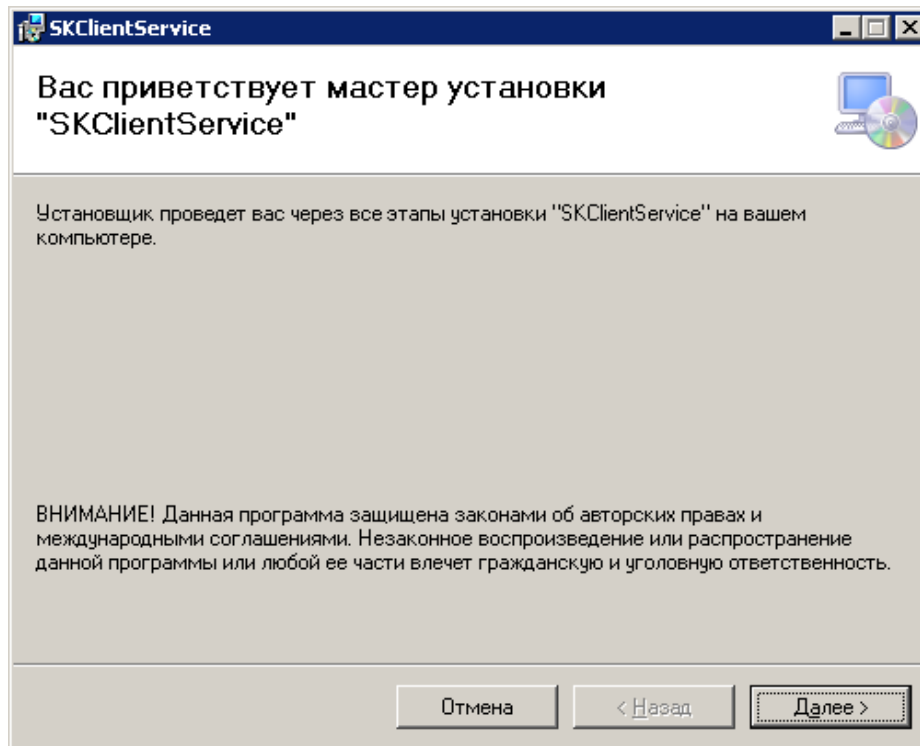 SKClientService
Вас приветствует мастер установки
"SKClientService"
Установщик проведет вас через все этапы установки "SKClientService" на вашем
компьютере.
ВНИМАНИЕ! Данная программа защищена законами об авторских правах и
международными соглашениями. Незаконное воспроизведение или распространение
данной программы или любой ее части влечет гражданскую и уголовную ответственность.
Отмена
< Назад
Далее >